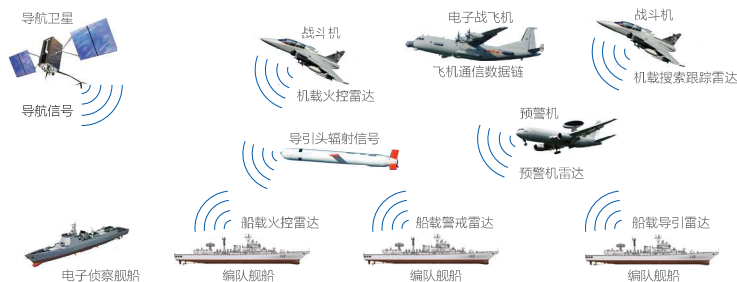 导航卫星
战斗机
电子战飞机
战斗机
飞机通信数据链
机载搜索跟踪雷达
机载火控雷达
导航信号
预警机
导引头辐射信号
预警机雷达
船载火控雷达
船载警戒雷达
船载导引雷达
电子侦察舰船
编队舰船
编队舰船
编队舰船